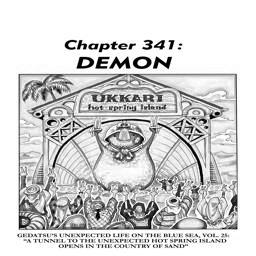 Chapter 341:
DEMON
UKKARI
hot-spring island
GEDATSU'S UNEXPECTED LIFE ON THE BLUE SEA, VOL. 25:
"A TUNNEL TO THE UNEXPECTED HOT SPRING ISLAND
OPENS IN THE COUNTRY OF SAND"